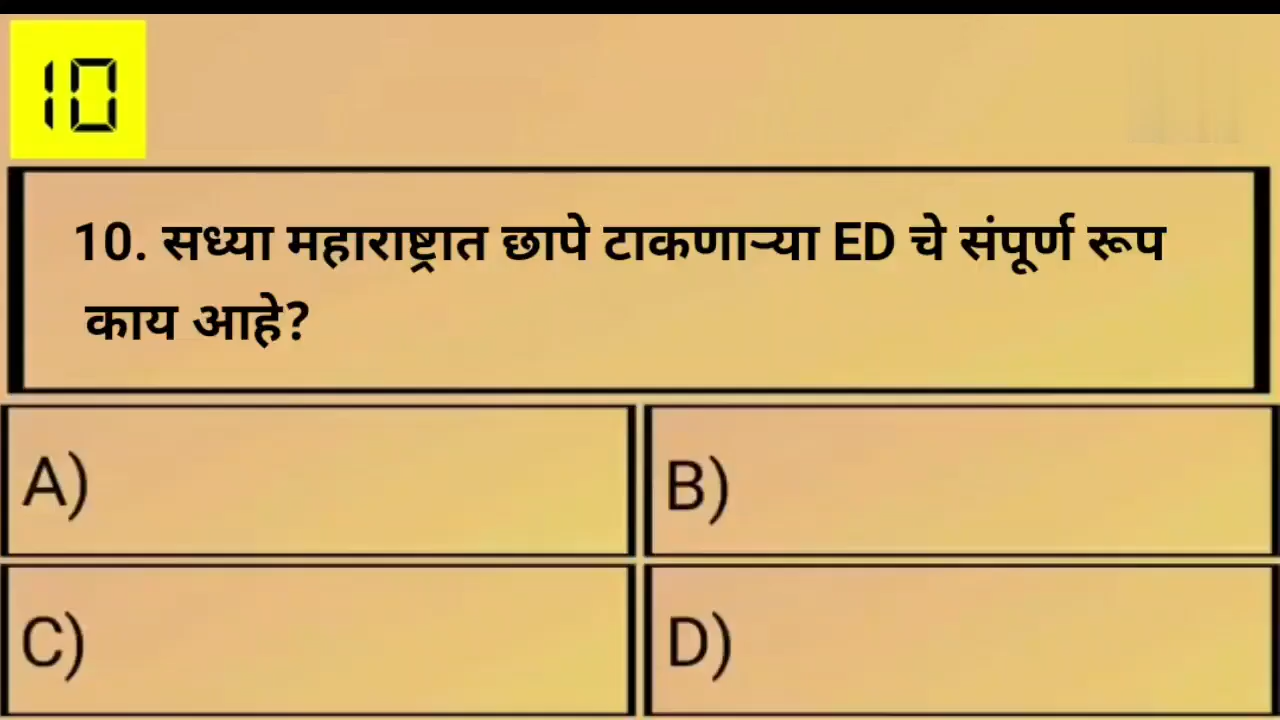 10
10. सध्या महाराष्ट्रात छापे टाकणाऱ्या ED चे संपूर्ण रूप
काय आहे?
A)
B)
C)
D)